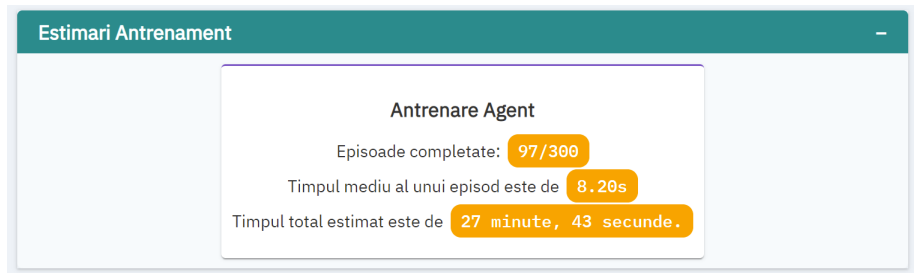 Estimari Antrenament −
Antrenare Agent
Episoade completate: 97/300
Timpul mediu al unui episod este de 8.20s
Timpul total estimat este de 27 minute, 43 secunde.